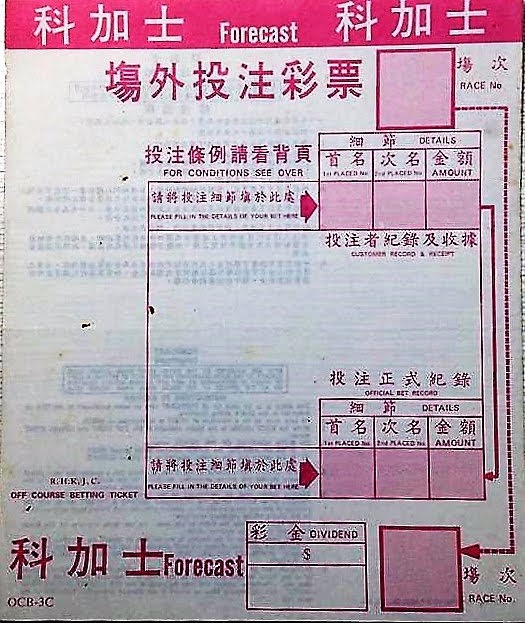 科加士 Forecast 科加士
場外投注彩票
場次
RACE No.
投注條例請看背頁
FOR CONDITIONS SEE OVER
細節 DETAILS
首名 次名 金額
1st PLACED No. 2nd PLACED No. AMOUNT
請將投注細節填於此處
PLEASE FILL IN THE DETAILS OF YOUR BET HERE
投注者紀錄及收據
CUSTOMER RECORD & RECEIPT
投注正式紀錄
OFFICIAL BET RECORD
細節 DETAILS
首名 次名 金額
1st PLACED No. 2nd PLACED No. AMOUNT
請將投注細節填於此處
PLEASE FILL IN THE DETAILS OF YOUR BET HERE
R.H.K.J.C.
OFF COURSE BETTING TICKET
彩金 DIVIDEND
$
科加士 Forecast
場次
RACE No.
OCB-3C